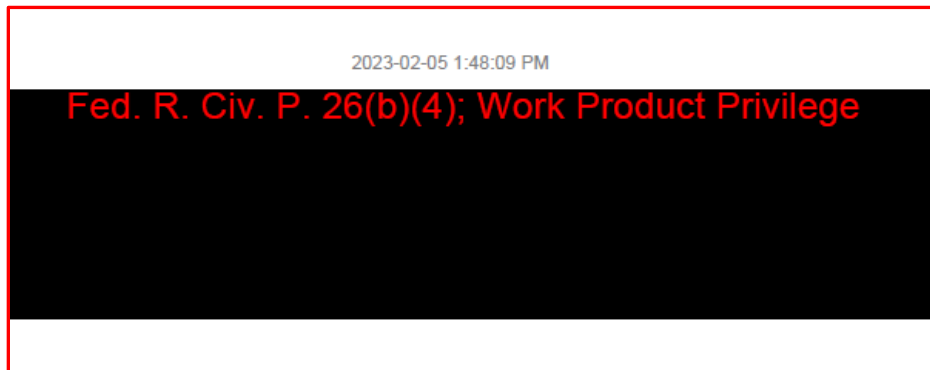 2023-02-05 1:48:09 PM
Fed. R. Civ. P. 26(b)(4); Work Product Privilege